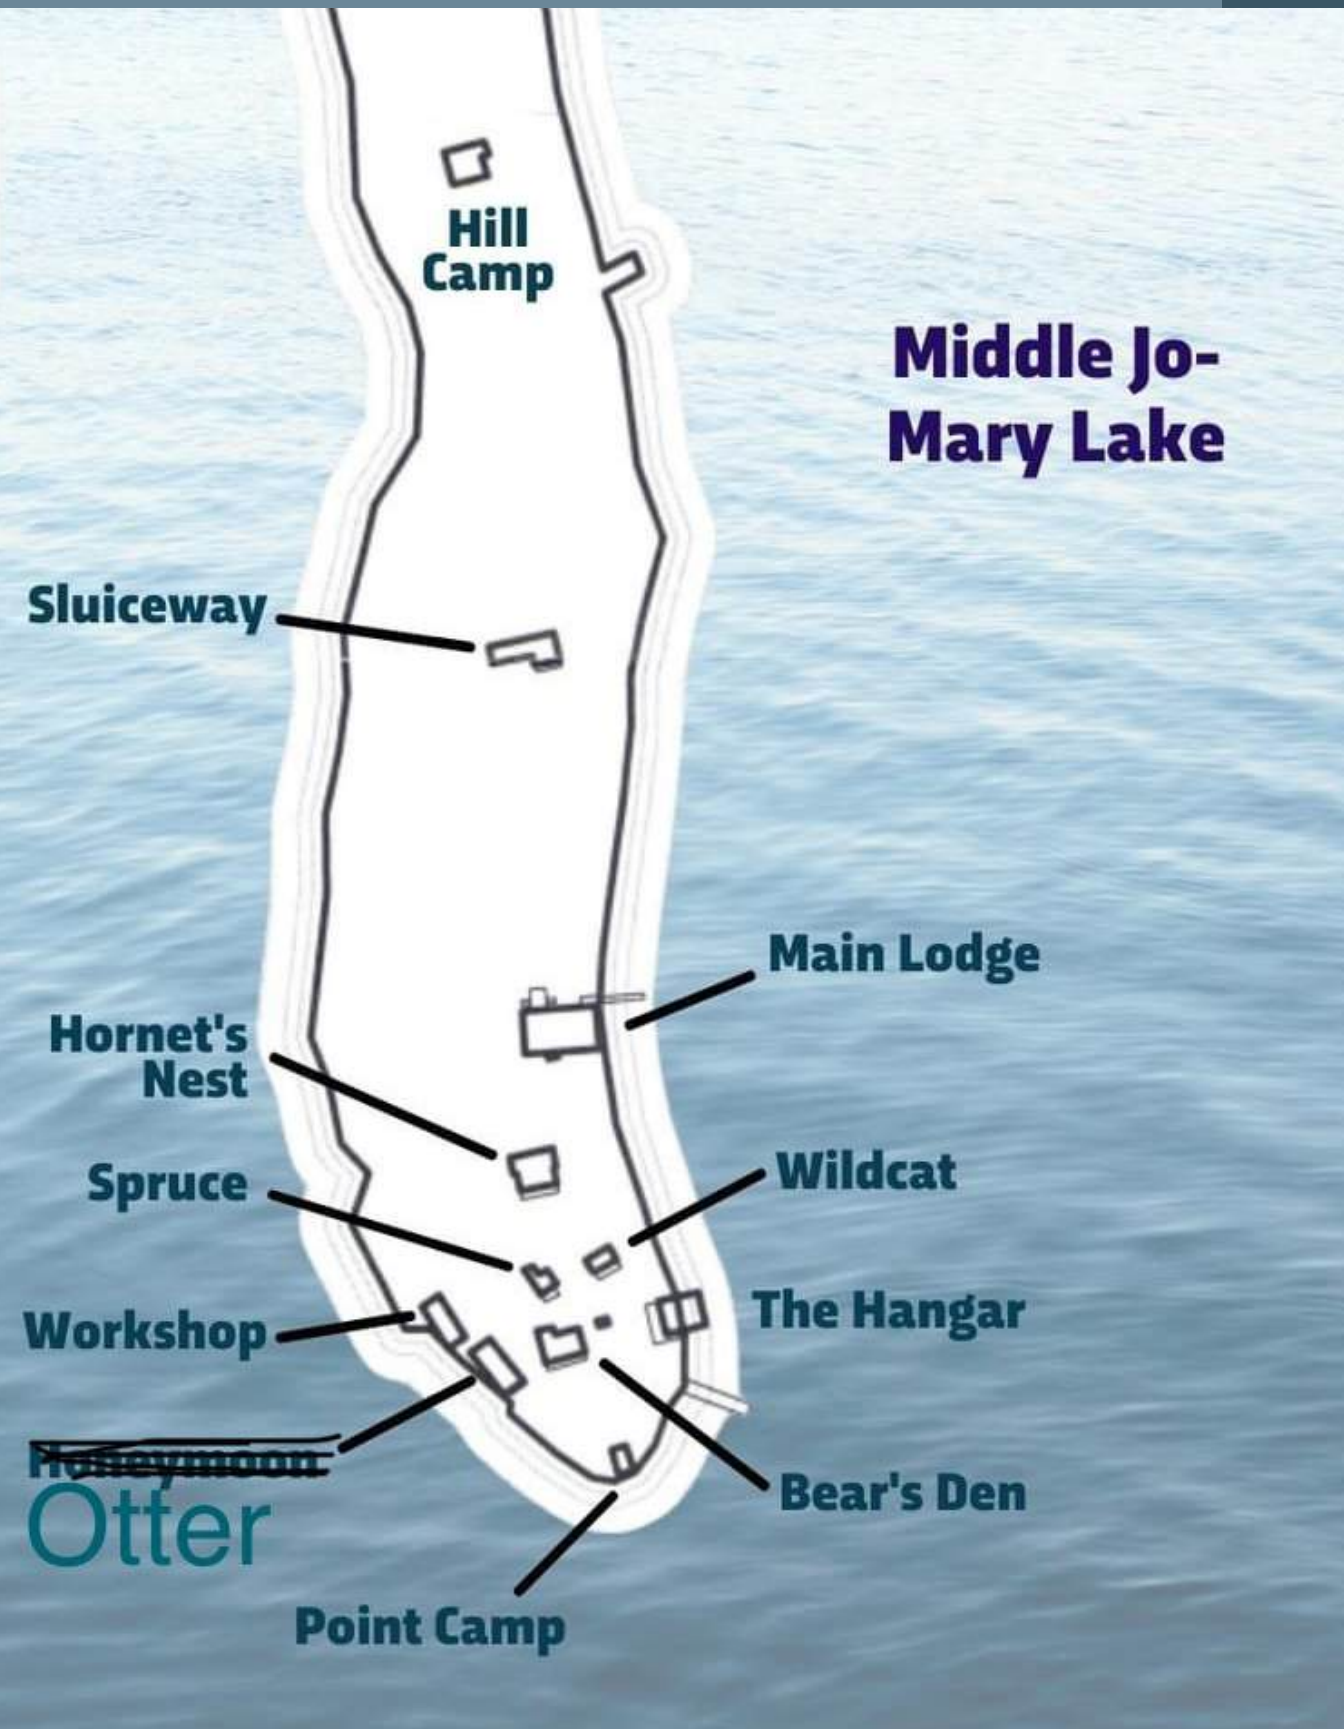 Hill
Camp
Middle Jo-
Mary Lake
Sluiceway
Main Lodge
Hornet's
Nest
Wildcat
Spruce
The Hangar
Workshop
Honeymoon
Otter
Bear's Den
Point Camp